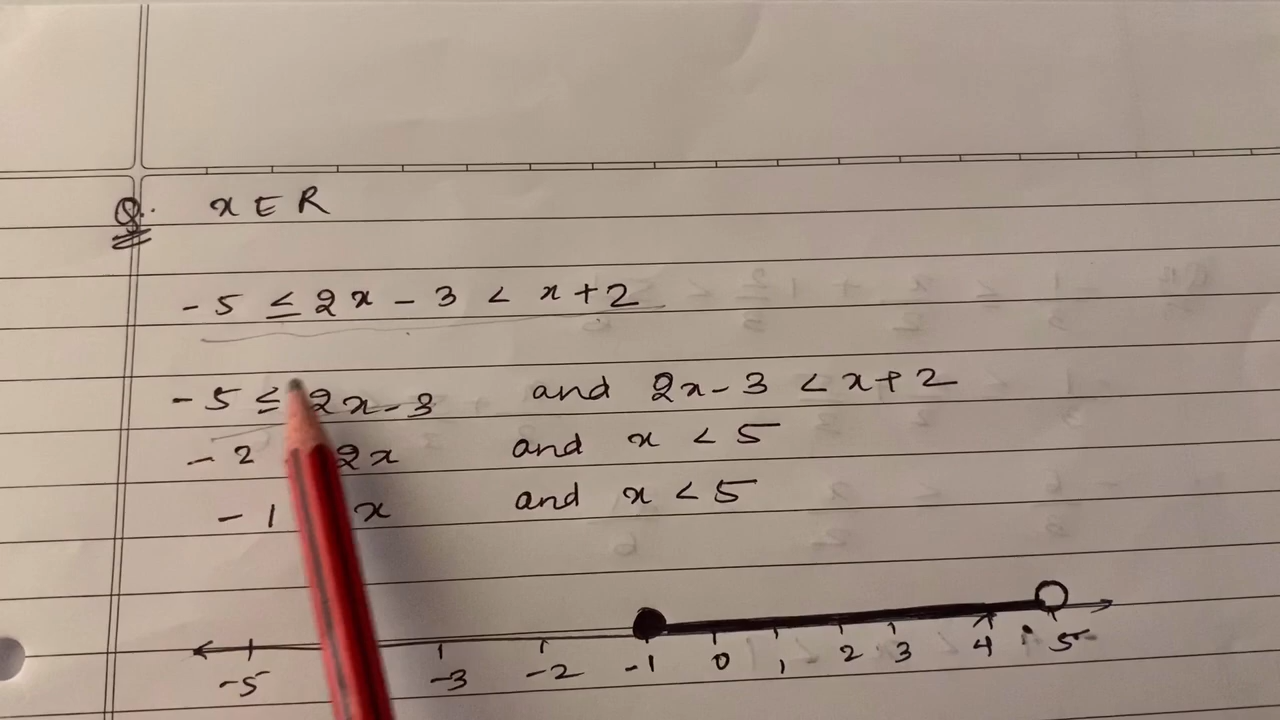 Q. x ∈ R
-5 ≤ 2x - 3 < x + 2
-5 ≤ 2x - 3 and 2x - 3 < x + 2
-2 2x and x < 5
-1 x and x < 5
-5 -3 -2 -1 0 1 2 3 4 5